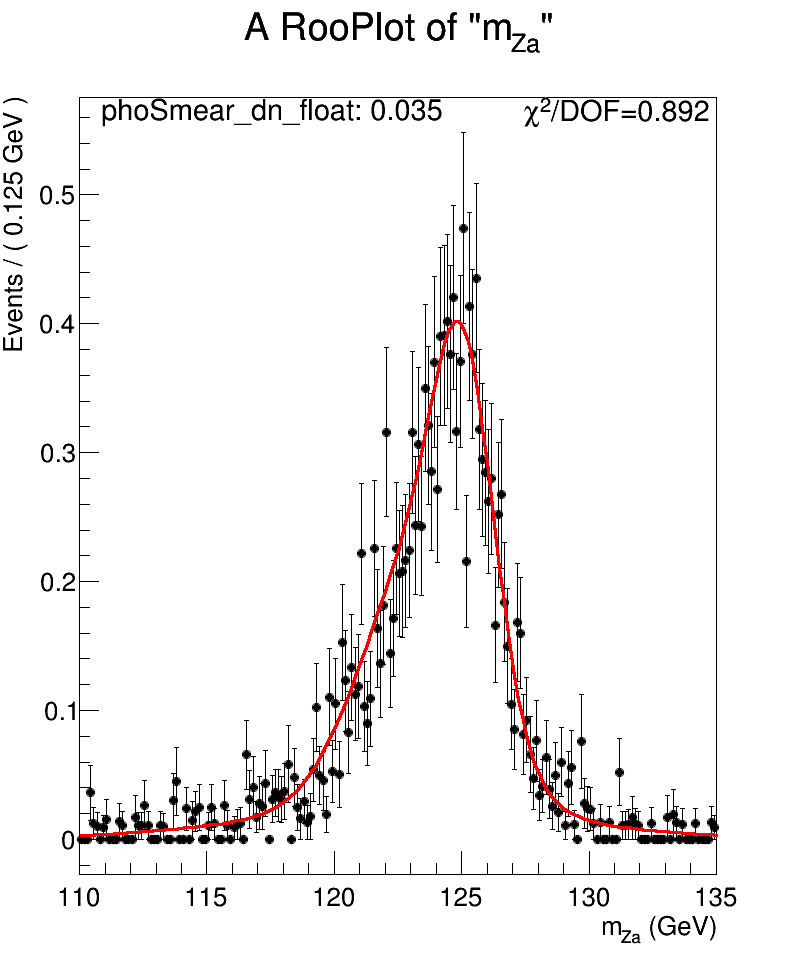 A RooPlot of "m_Za"
phoSmear_dn_float: 0.035 χ²/DOF=0.892
Events / ( 0.125 GeV )
0.5
0.4
0.3
0.2
0.1
0
110 115 120 125 130 135
m_Za (GeV)